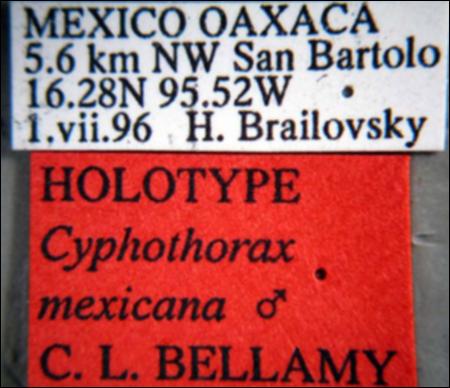 MEXICO OAXACA
5.6 km NW San Bartolo
16.28N 95.52W
1.vii.96 H. Brailovsky
HOLOTYPE
Cyphothorax
mexicana ♂
C. L. BELLAMY